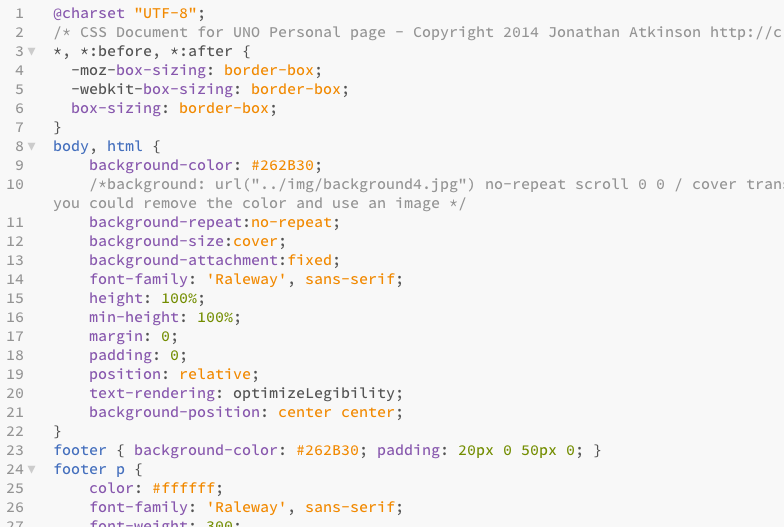 1 @charset "UTF-8";
2 /* CSS Document for UNO Personal page - Copyright 2014 Jonathan Atkinson http://c
3 *, *:before, *:after {
4 -moz-box-sizing: border-box;
5 -webkit-box-sizing: border-box;
6 box-sizing: border-box;
7 }
8 body, html {
9 background-color: #262B30;
10 /*background: url("../img/background4.jpg") no-repeat scroll 0 0 / cover tran
you could remove the color and use an image */
11 background-repeat:no-repeat;
12 background-size:cover;
13 background-attachment:fixed;
14 font-family: 'Raleway', sans-serif;
15 height: 100%;
16 min-height: 100%;
17 margin: 0;
18 padding: 0;
19 position: relative;
20 text-rendering: optimizeLegibility;
21 background-position: center center;
22 }
23 footer { background-color: #262B30; padding: 20px 0 50px 0; }
24 footer p {
25 color: #ffffff;
26 font-family: 'Raleway', sans-serif;
27 font-weight: 300;